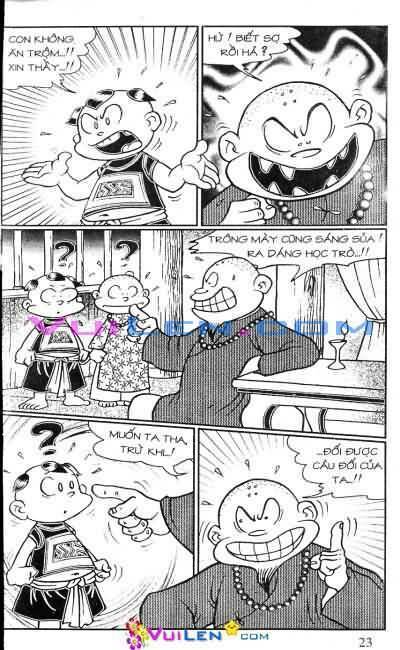 CON KHÔNG
ĂN TRỘM...!!
XIN THẦY...!!
HỨ! BIẾT SỢ
RỒI HẢ?
TRÔNG MÀY CŨNG SÁNG SỦA!
RA DÁNG HỌC TRÒ...!!
?
?
VuiLen.com
MUỐN TA THA,
TRỪ KHI...
?
...ĐỐI ĐƯỢC
CÂU ĐỐI CỦA
TA...!!
23
VuiLen.com